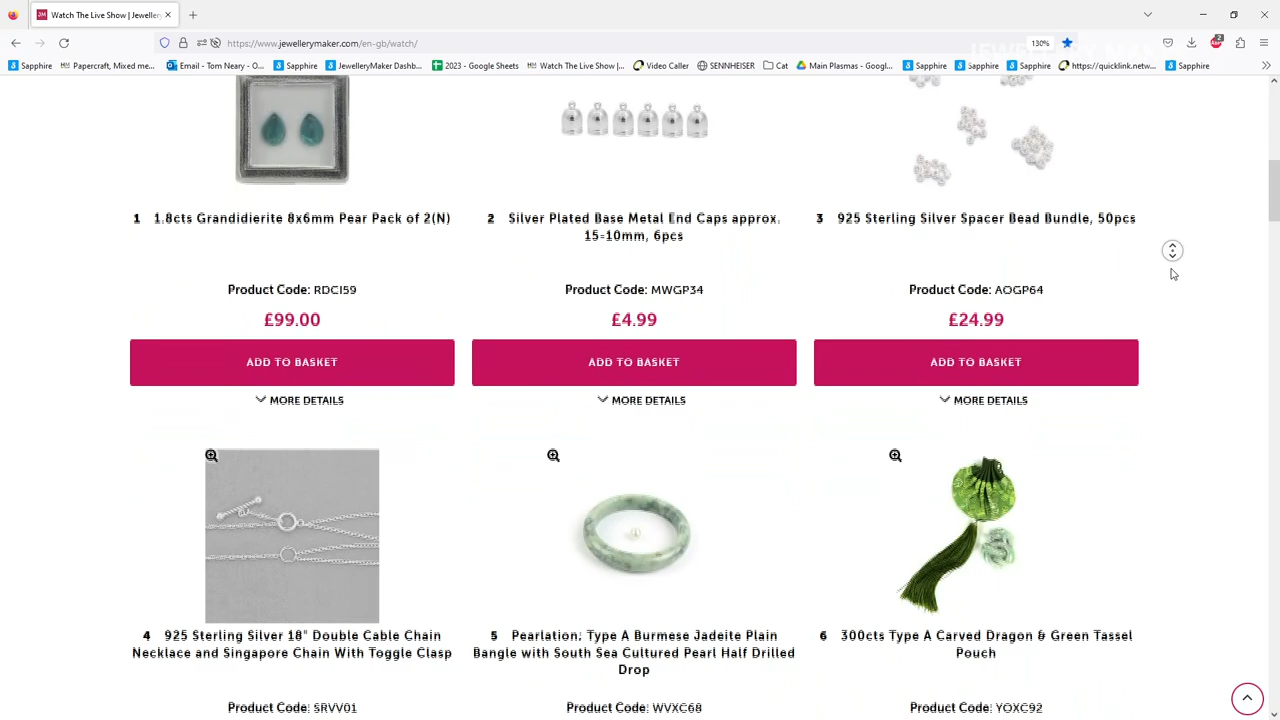 Watch The Live Show | Jeweller
https://www.jewellerymaker.com/en-gb/watch/
130%
Sapphire
Papercraft, Mixed me...
Email - Tom Neary - O...
Sapphire
JewelleryMaker Dashb...
2023 - Google Sheets
Watch The Live Show |...
Video Caller
SENNHEISER
Cat
Main Plasmas - Googl...
Sapphire
Sapphire
Sapphire
https://quicklink.netw...
Sapphire
1 1.8cts Grandidierite 8x6mm Pear Pack of 2(N)
Product Code: RDCI59
£99.00
ADD TO BASKET
MORE DETAILS
2 Silver Plated Base Metal End Caps approx.
15-10mm, 6pcs
Product Code: MWGP34
£4.99
ADD TO BASKET
MORE DETAILS
3 925 Sterling Silver Spacer Bead Bundle, 50pcs
Product Code: AOGP64
£24.99
ADD TO BASKET
MORE DETAILS
4 925 Sterling Silver 18" Double Cable Chain
Necklace and Singapore Chain With Toggle Clasp
Product Code: SRVV01
5 Pearlation; Type A Burmese Jadeite Plain
Bangle with South Sea Cultured Pearl Half Drilled
Drop
Product Code: WVXC68
6 300cts Type A Carved Dragon & Green Tassel
Pouch
Product Code: YOXC92